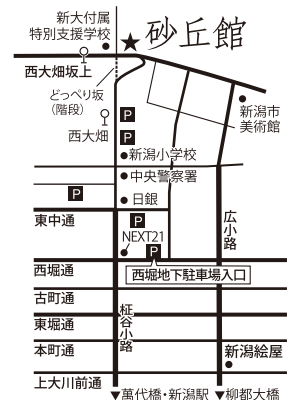 新大付属
特別支援学校
★砂丘館
西大畑坂上
どっぺり坂
(階段)
西大畑
P
P
新潟市
美術館
新潟小学校
中央警察署
P
日銀
東中通
P
NEXT21
P
広小路
西堀通
西堀地下駐車場入口
古町通
柾谷小路
東堀通
本町通
新潟絵屋
上大川前通
▼萬代橋・新潟駅
▼柳都大橋